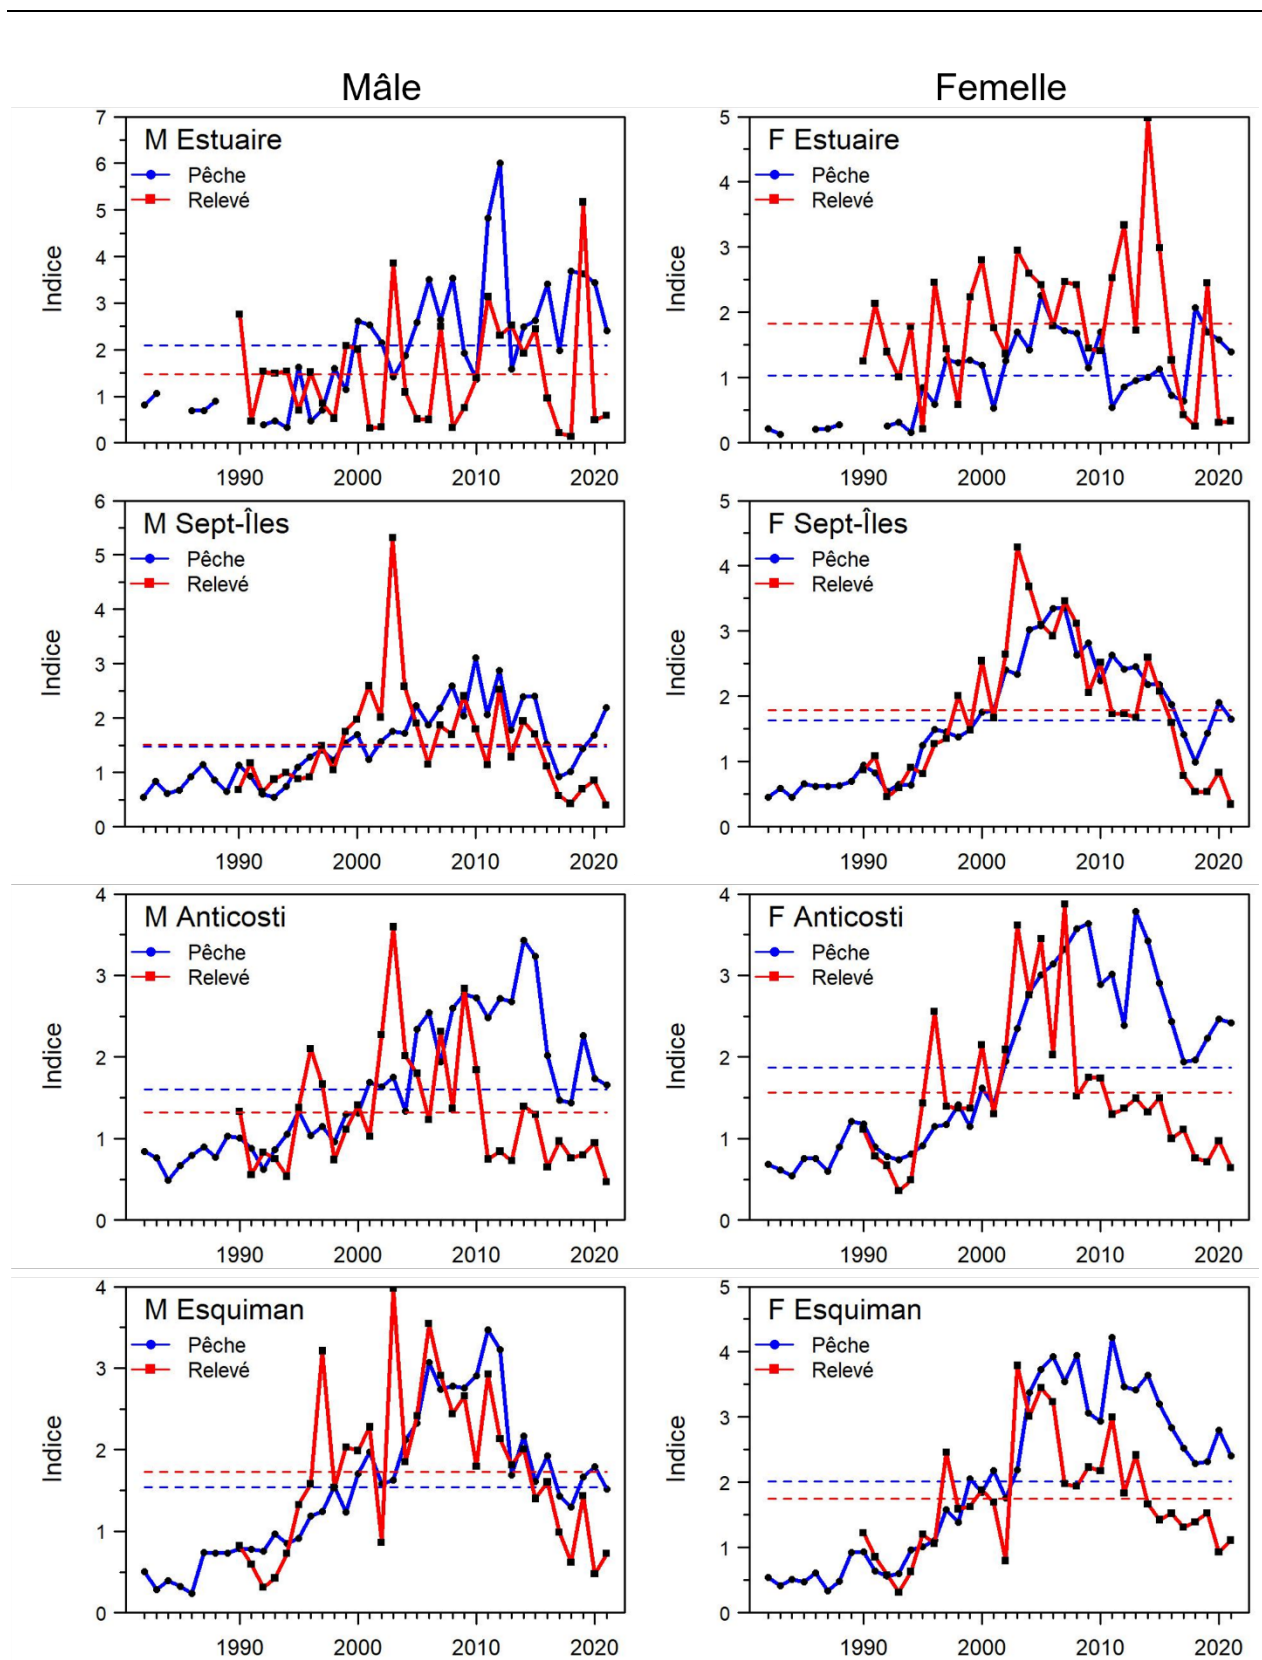 Mâle
Femelle
M Estuaire
Pêche
Relevé
Indice
7
6
5
4
3
2
1
0
1990 2000 2010 2020
F Estuaire
Pêche
Relevé
Indice
5
4
3
2
1
0
1990 2000 2010 2020
M Sept-Îles
Pêche
Relevé
Indice
6
5
4
3
2
1
0
1990 2000 2010 2020
F Sept-Îles
Pêche
Relevé
Indice
5
4
3
2
1
0
1990 2000 2010 2020
M Anticosti
Pêche
Relevé
Indice
4
3
2
1
0
1990 2000 2010 2020
F Anticosti
Pêche
Relevé
Indice
4
3
2
1
0
1990 2000 2010 2020
M Esquiman
Pêche
Relevé
Indice
4
3
2
1
0
1990 2000 2010 2020
F Esquiman
Pêche
Relevé
Indice
5
4
3
2
1
0
1990 2000 2010 2020